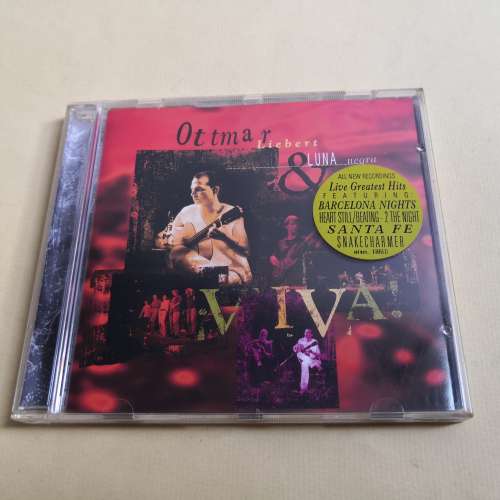 Ottmar
Liebert
& LUNA negra
ALL NEW RECORDINGS
Live Greatest Hits
FEATURING:
BARCELONA NIGHTS
HEART STILL/BEATING - 2 THE NIGHT
SANTA FE
SNAKECHARMER
VIVA